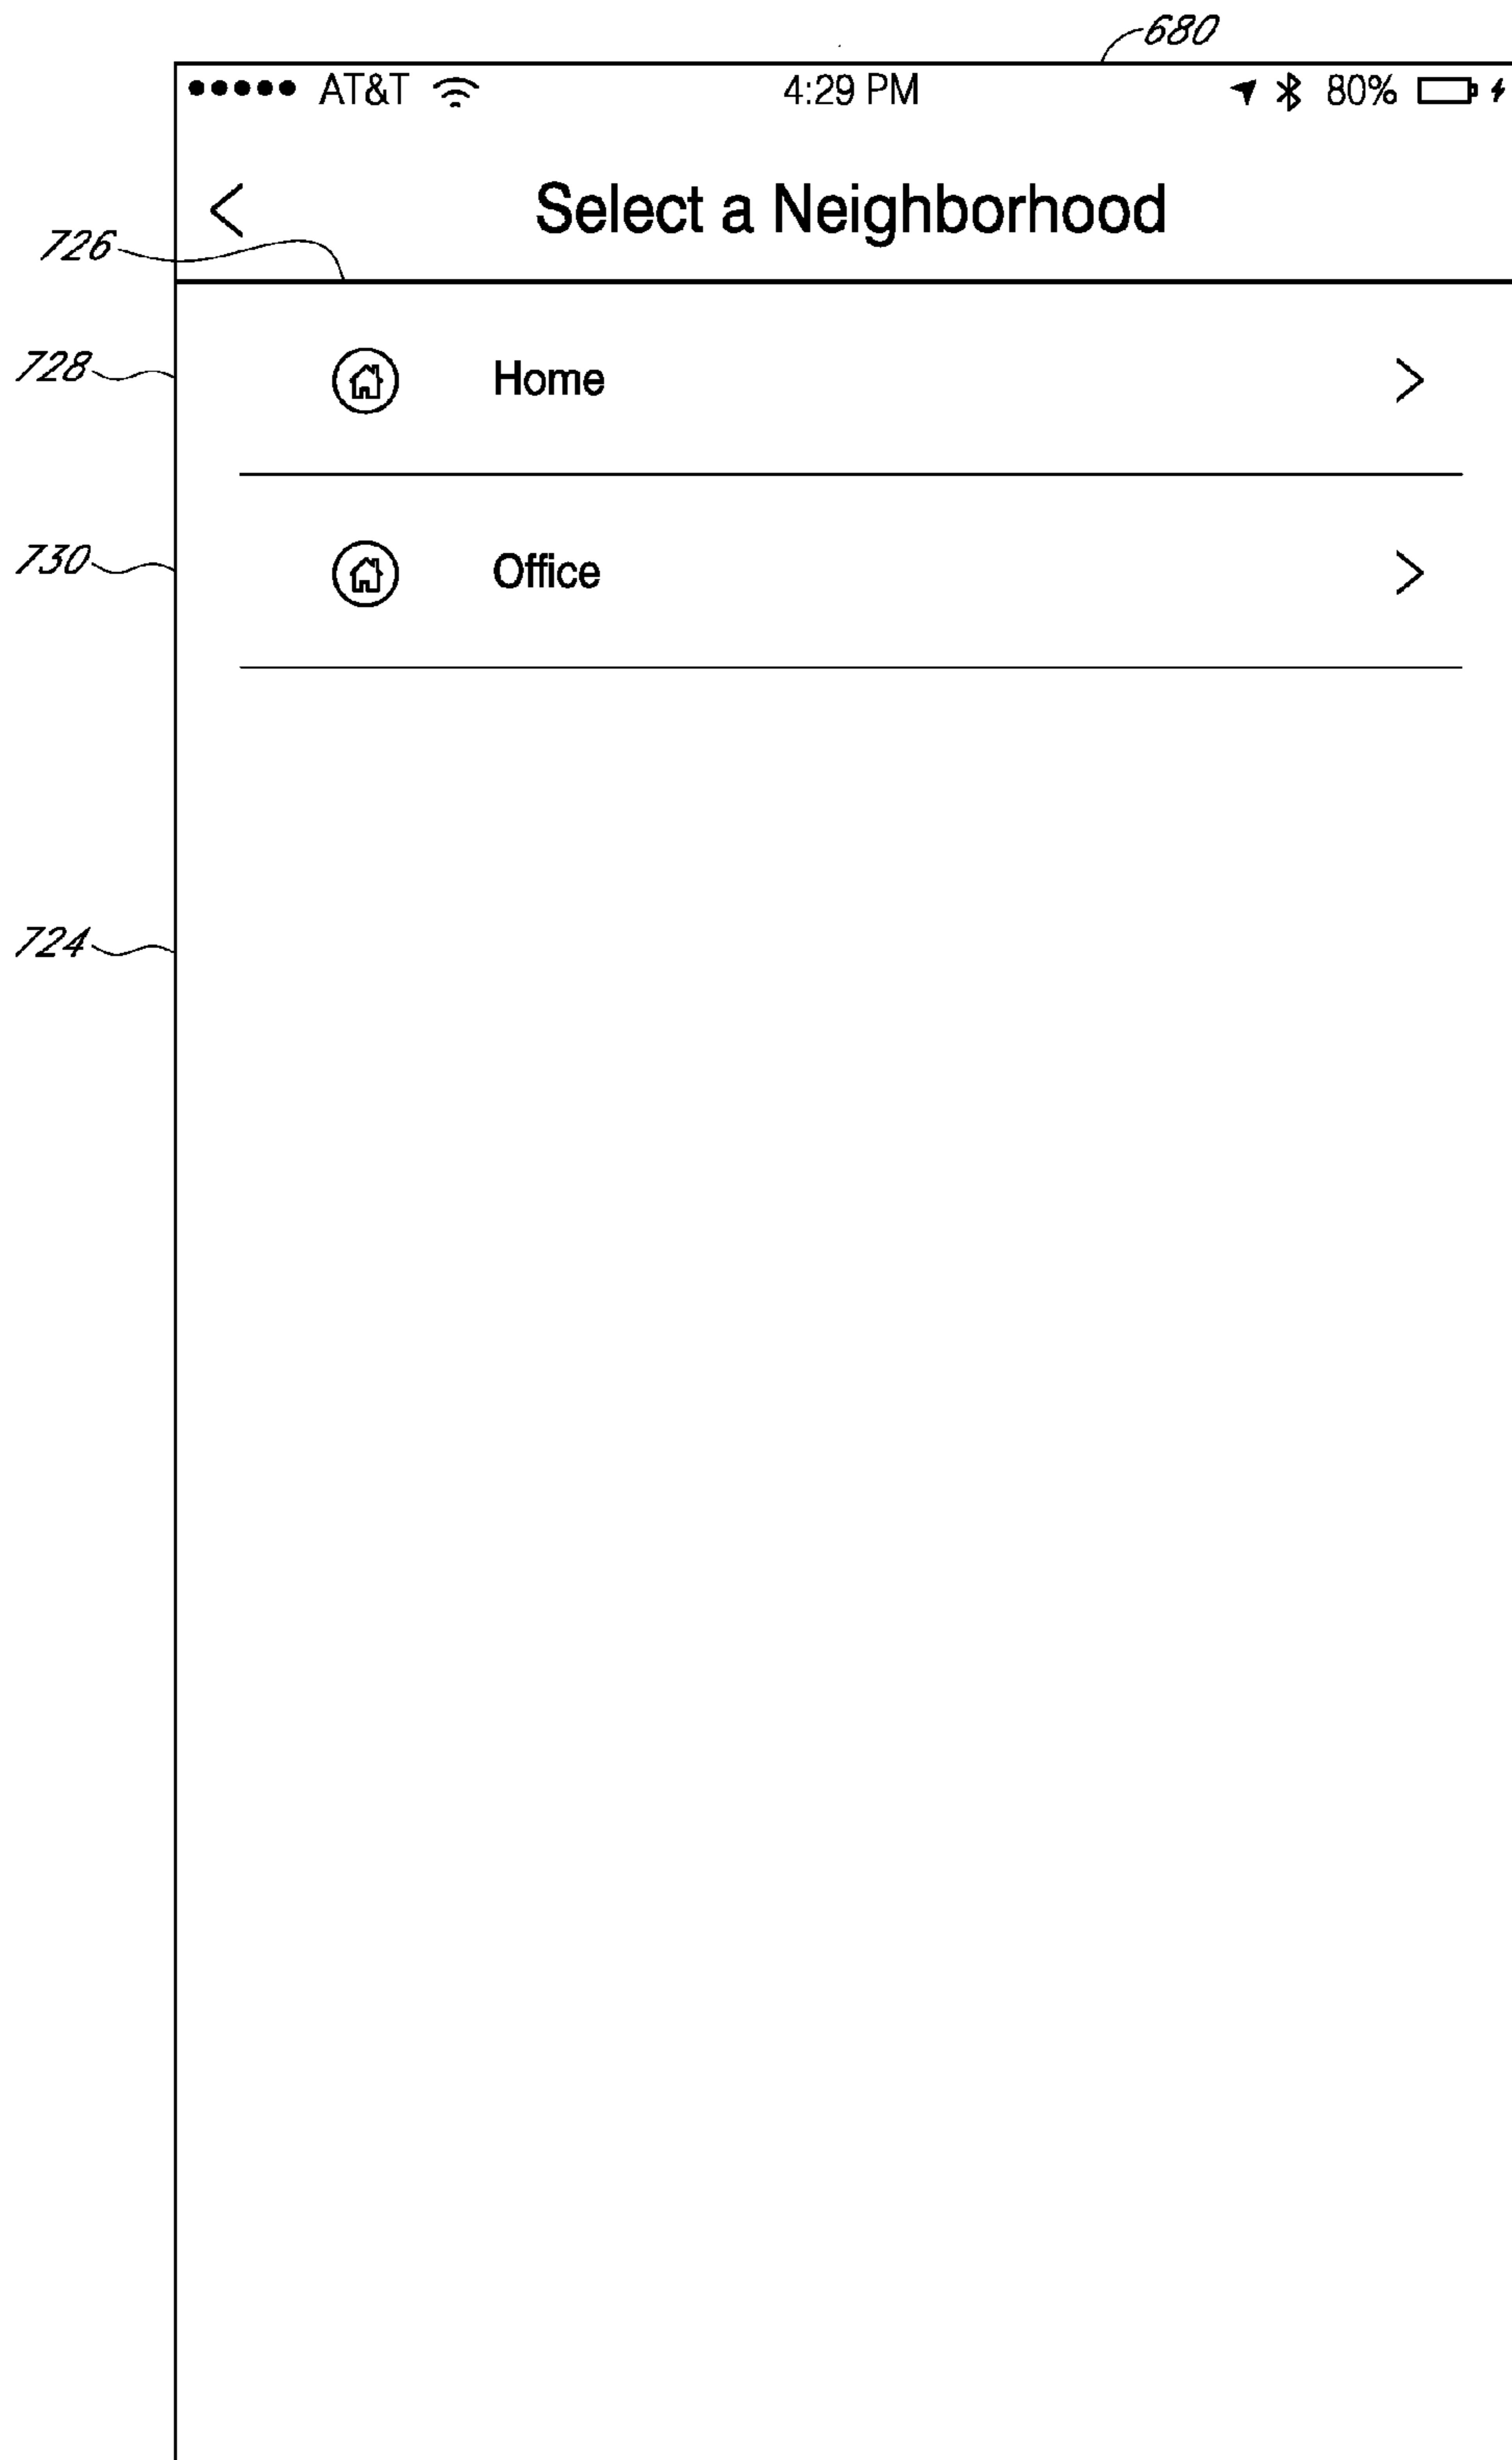 680
AT&T 4:29 PM 80%
Select a Neighborhood
726
728 Home
730 Office
724